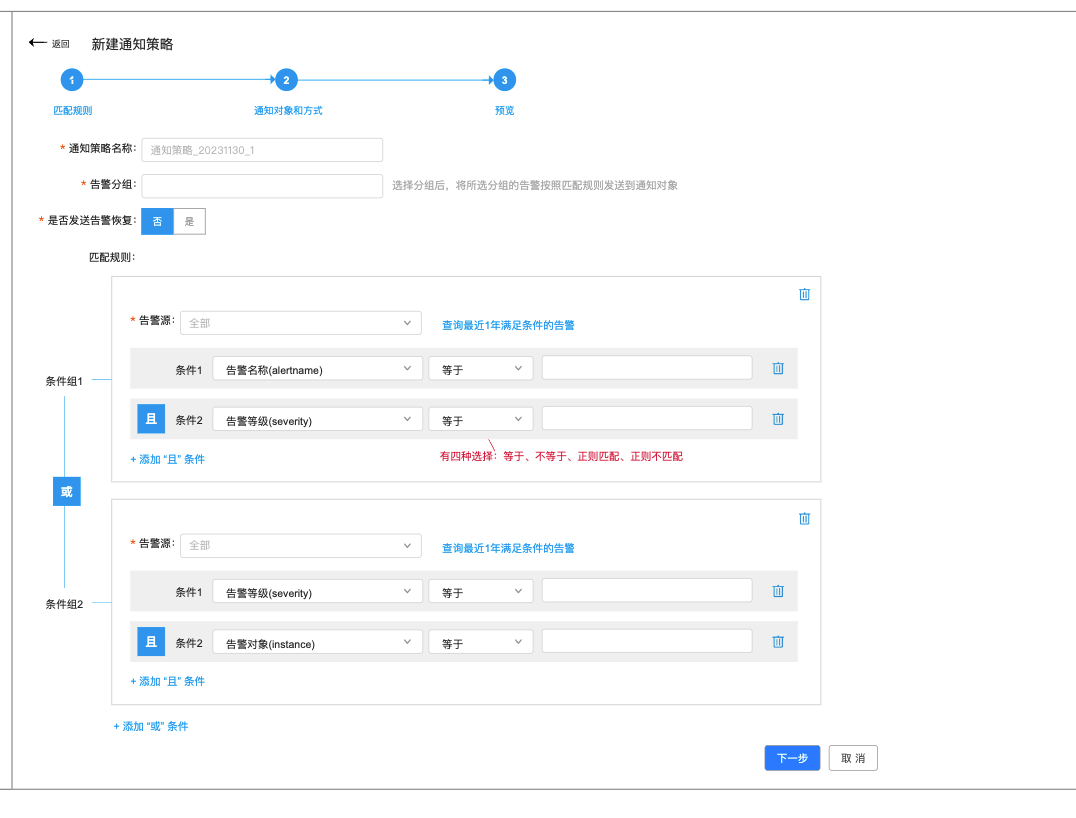 返回 新建通知策略
1 2 3
匹配规则 通知对象和方式 预览
* 通知策略名称: 通知策略_20231130_1
* 告警分组: 选择分组后，将所选分组的告警按照匹配规则发送到通知对象
* 是否发送告警恢复: 否 是
匹配规则:
* 告警源: 全部 查询最近1年满足条件的告警
条件1 告警名称(alertname) 等于
条件组1
且 条件2 告警等级(severity) 等于
+ 添加 “且” 条件 有四种选择：等于、不等于、正则匹配、正则不匹配
或
* 告警源: 全部 查询最近1年满足条件的告警
条件1 告警等级(severity) 等于
条件组2
且 条件2 告警对象(instance) 等于
+ 添加 “且” 条件
+ 添加 “或” 条件
下一步 取 消